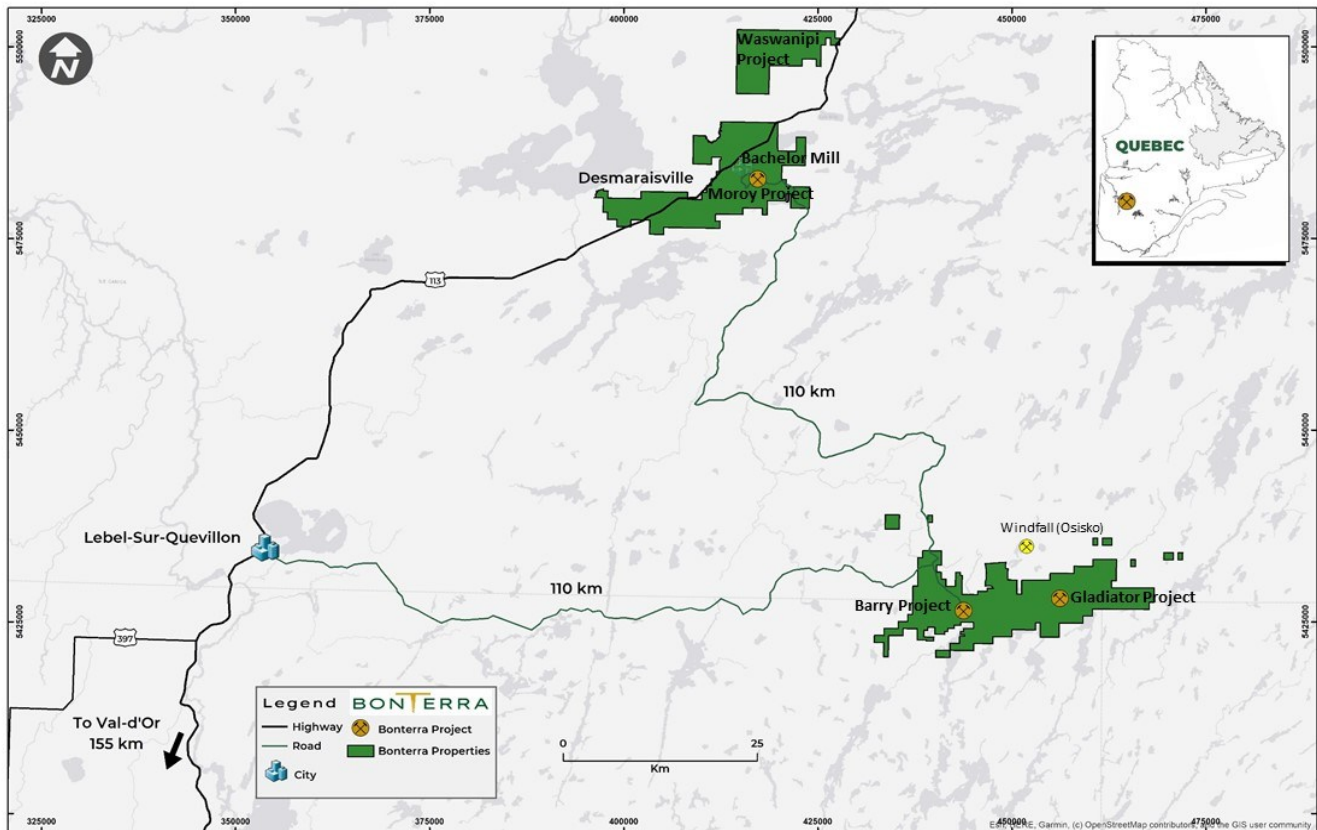 325000
350000
375000
400000
425000
450000
475000
5500000
5500000
N
Waswanipi
Project
QUEBEC
Bachelor Mill
Desmaraisville
Moroy Project
5475000
5475000
113
110 km
5450000
5450000
Windfall (Osisko)
Lebel-Sur-Quevillon
110 km
Barry Project
Gladiator Project
5425000
5425000
397
To Val-d'Or
155 km
Legend BONTERRA
Highway Bonterra Project
Road Bonterra Properties
City
0 25
Km
Esri, HERE, Garmin, (c) OpenStreetMap contributors, and the GIS user community
325000
350000
375000
400000
425000
450000
475000